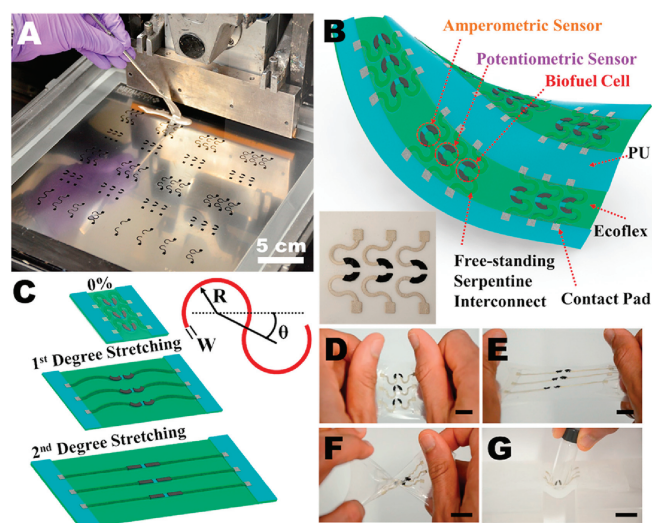 A
5 cm
B
Amperometric Sensor
Potentiometric Sensor
Biofuel Cell
PU
Ecoflex
Free-standing
Serpentine
Interconnect
Contact Pad
C
0%
R
W
θ
1st Degree Stretching
2nd Degree Stretching
D
E
F
G